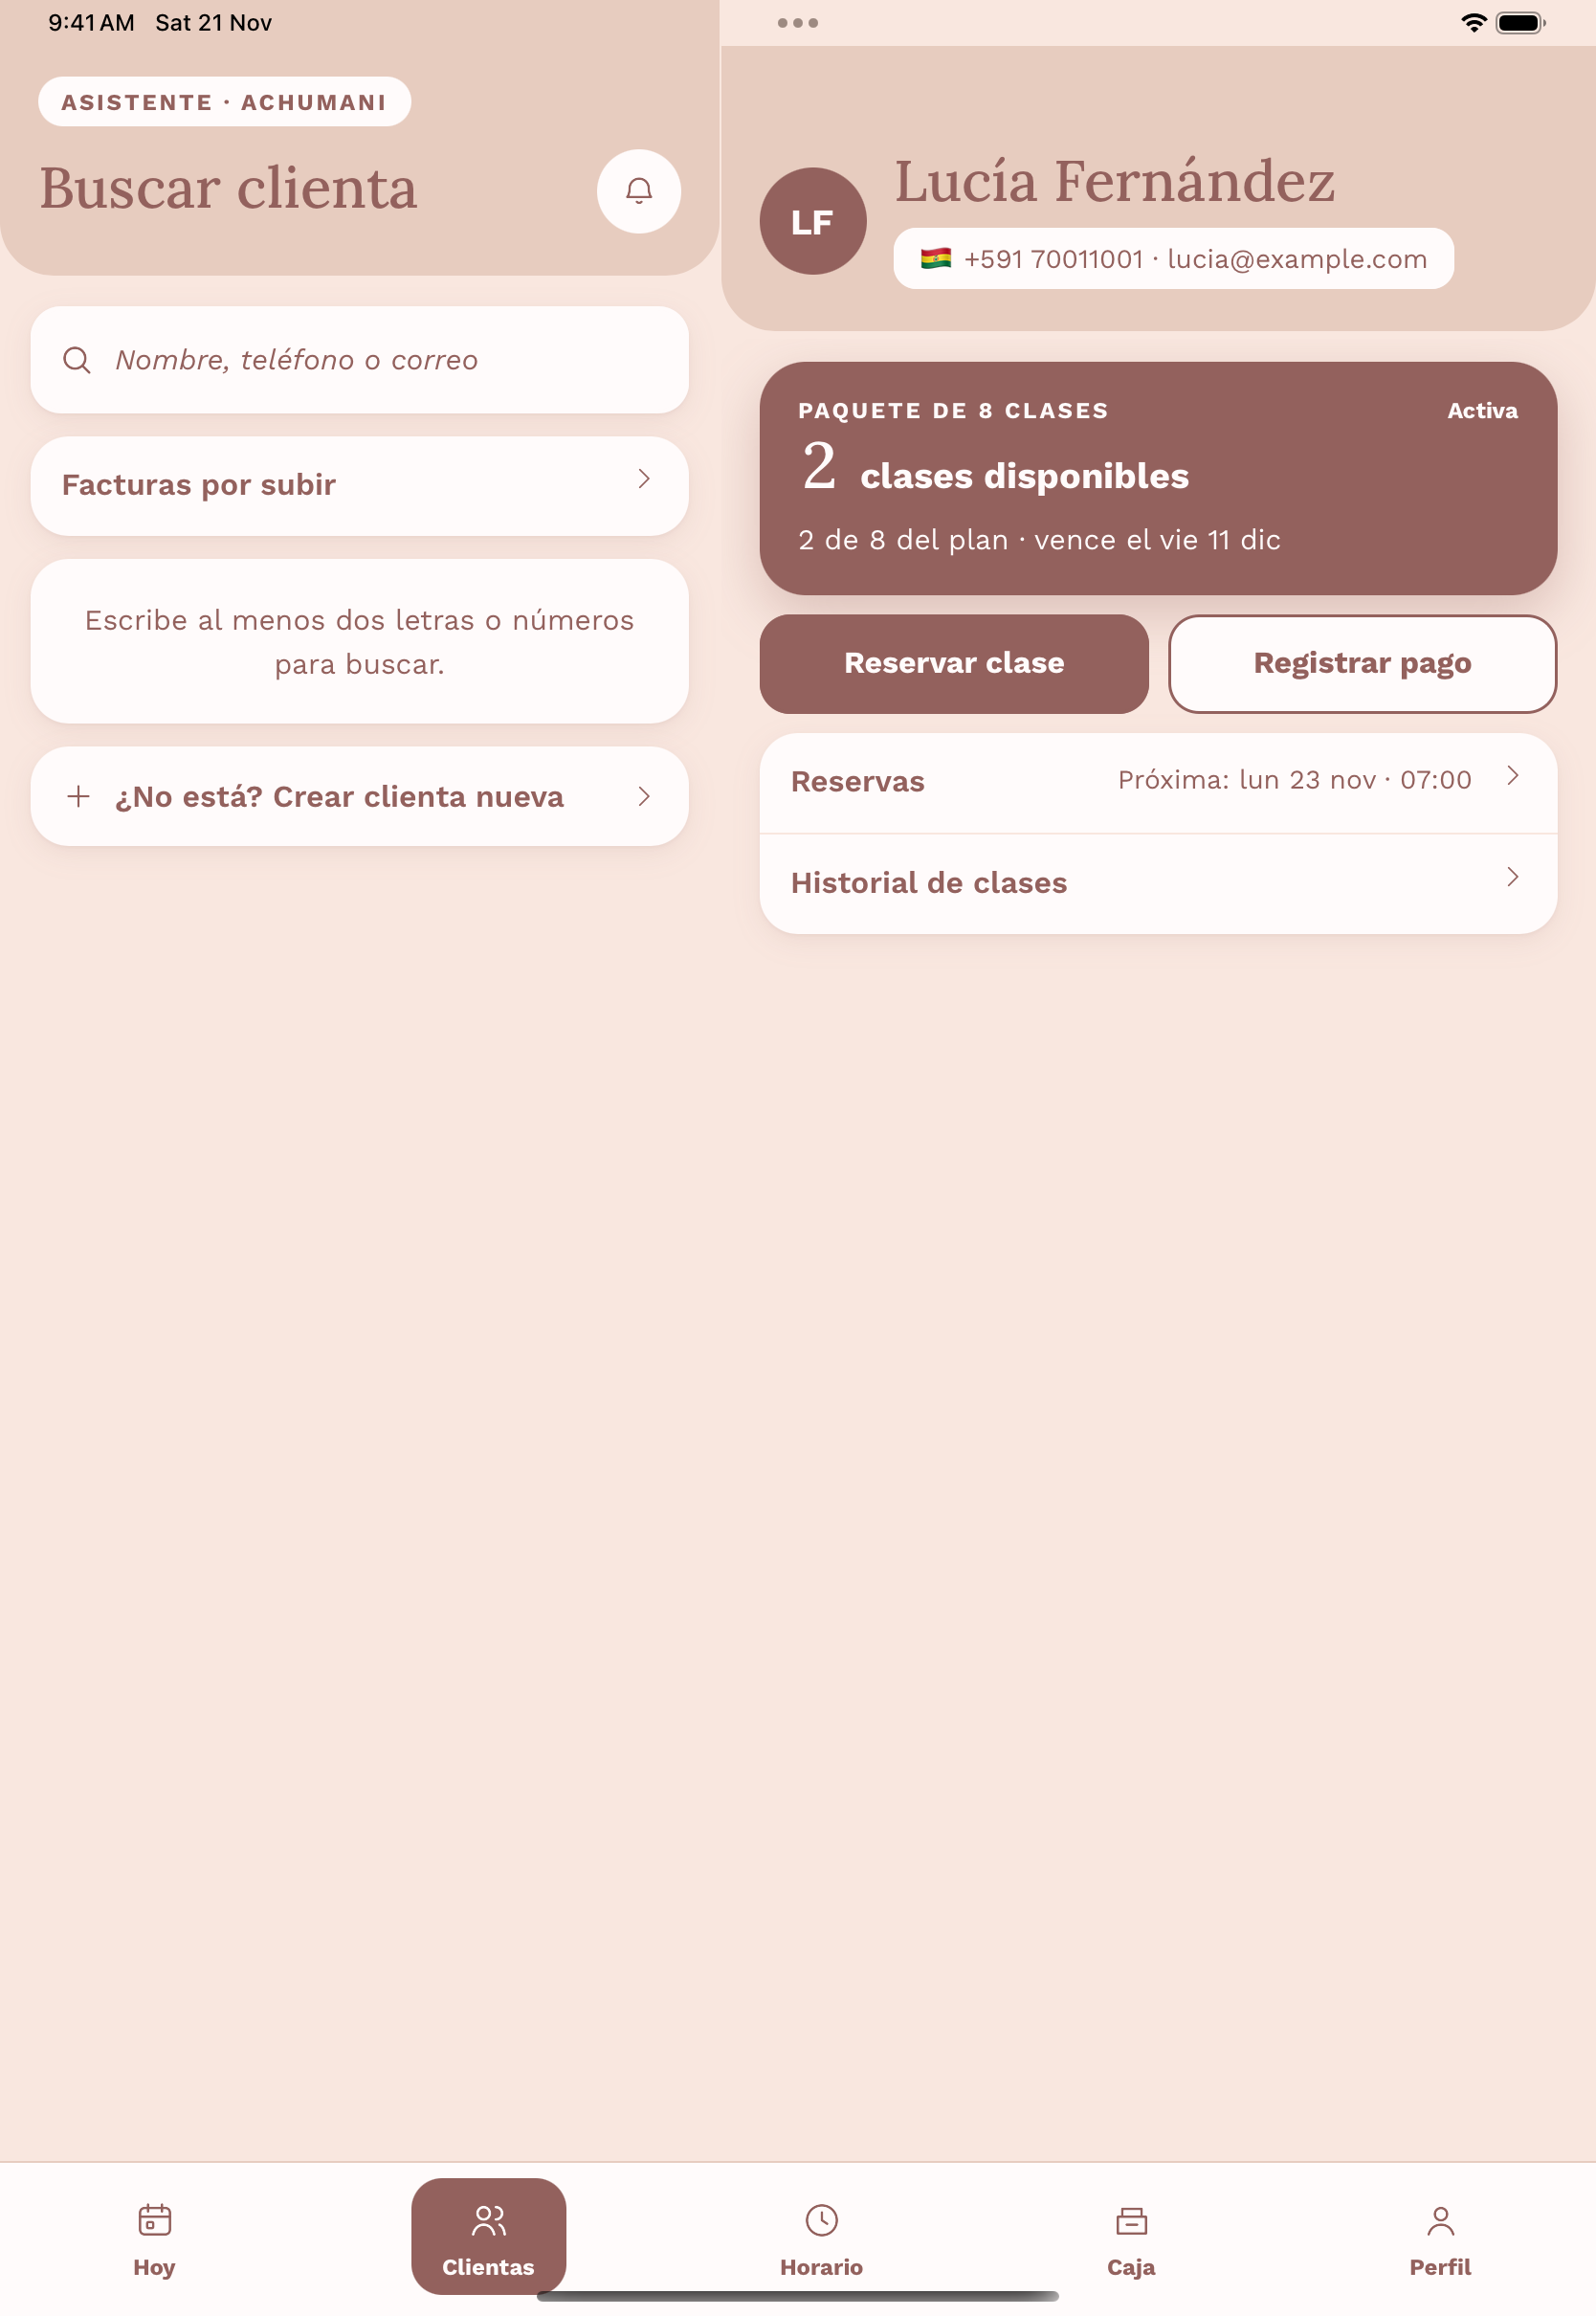 9:41 AM Sat 21 Nov
ASISTENTE · ACHUMANI
Buscar clienta
Nombre, teléfono o correo
Facturas por subir
Escribe al menos dos letras o números
para buscar.
¿No está? Crear clienta nueva
LF
Lucía Fernández
+591 70011001 · lucia@example.com
PAQUETE DE 8 CLASES
Activa
2 clases disponibles
2 de 8 del plan · vence el vie 11 dic
Reservar clase
Registrar pago
Reservas
Próxima: lun 23 nov · 07:00
Historial de clases
Hoy
Clientas
Horario
Caja
Perfil